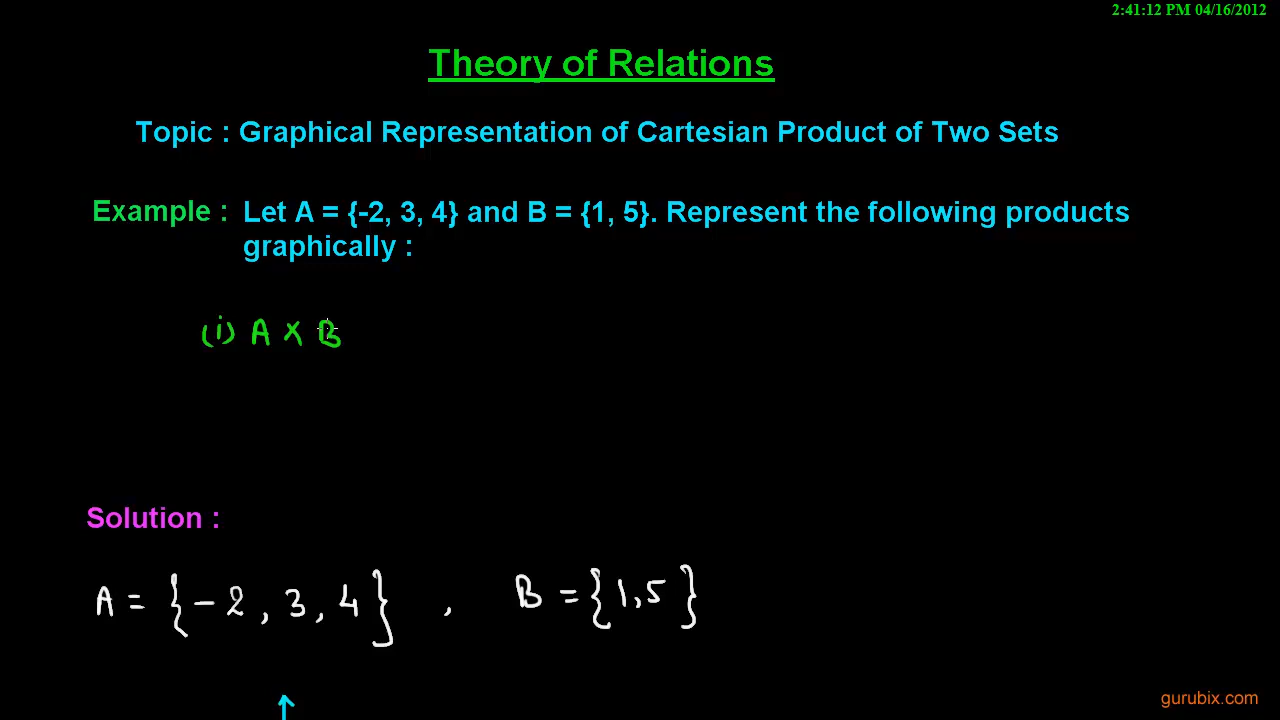 2:41:12 PM 04/16/2012
Theory of Relations
Topic : Graphical Representation of Cartesian Product of Two Sets
Example : Let A = {-2, 3, 4} and B = {1, 5}. Represent the following products
graphically :
(i) A X B
Solution :
A = {-2, 3, 4} , B = {1,5}
gurubix.com